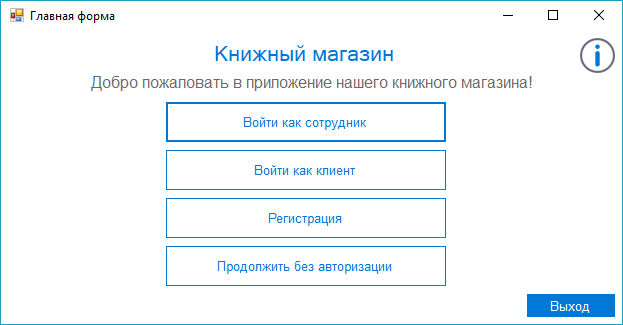 Главная форма
Книжный магазин
Добро пожаловать в приложение нашего книжного магазина!
Войти как сотрудник
Войти как клиент
Регистрация
Продолжить без авторизации
Выход